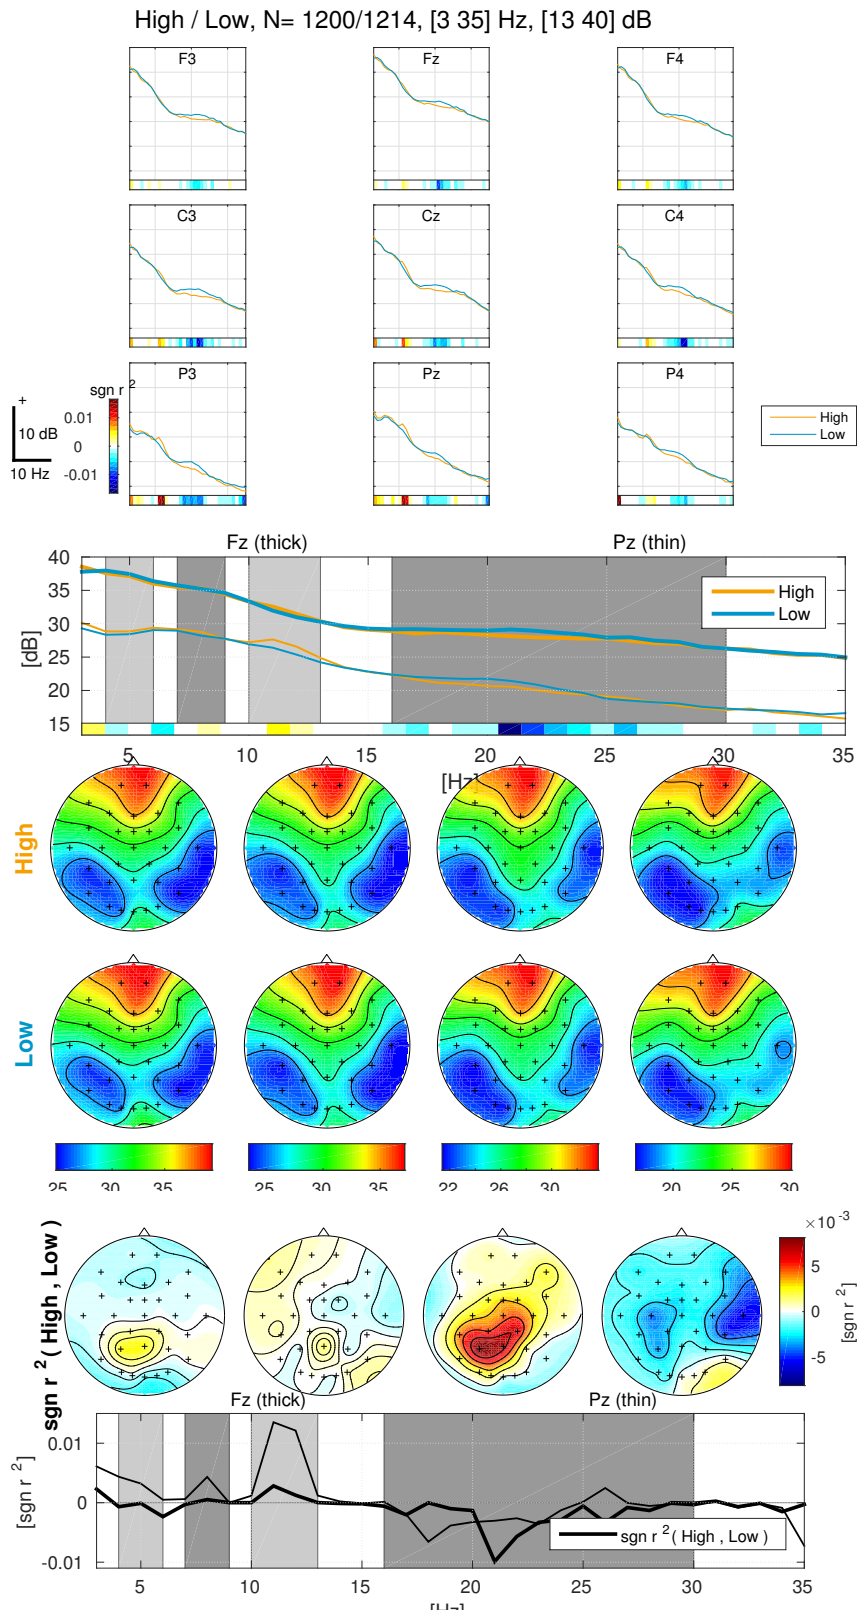 High / Low, N= 1200/1214, [3 35] Hz, [13 40] dB
F3
Fz
F4
C3
Cz
C4
P3
Pz
P4
sgn r 2
0.01
0
-0.01
+
10 dB
10 Hz
High
Low
Fz (thick)
Pz (thin)
40
35
30
25
20
15
[dB]
High
Low
5
10
15
20
25
30
35
[Hz]
High
Low
25 30 35
25 30 35
22 26 30
20 30
sgn r 2 ( High , Low )
×10 -3
5
0
-5
[sgn r 2]
Fz (thick)
Pz (thin)
0.01
0
-0.01
[sgn r 2]
sgn r 2 ( High , Low )
5
10
15
20
25
30
35
[Hz]